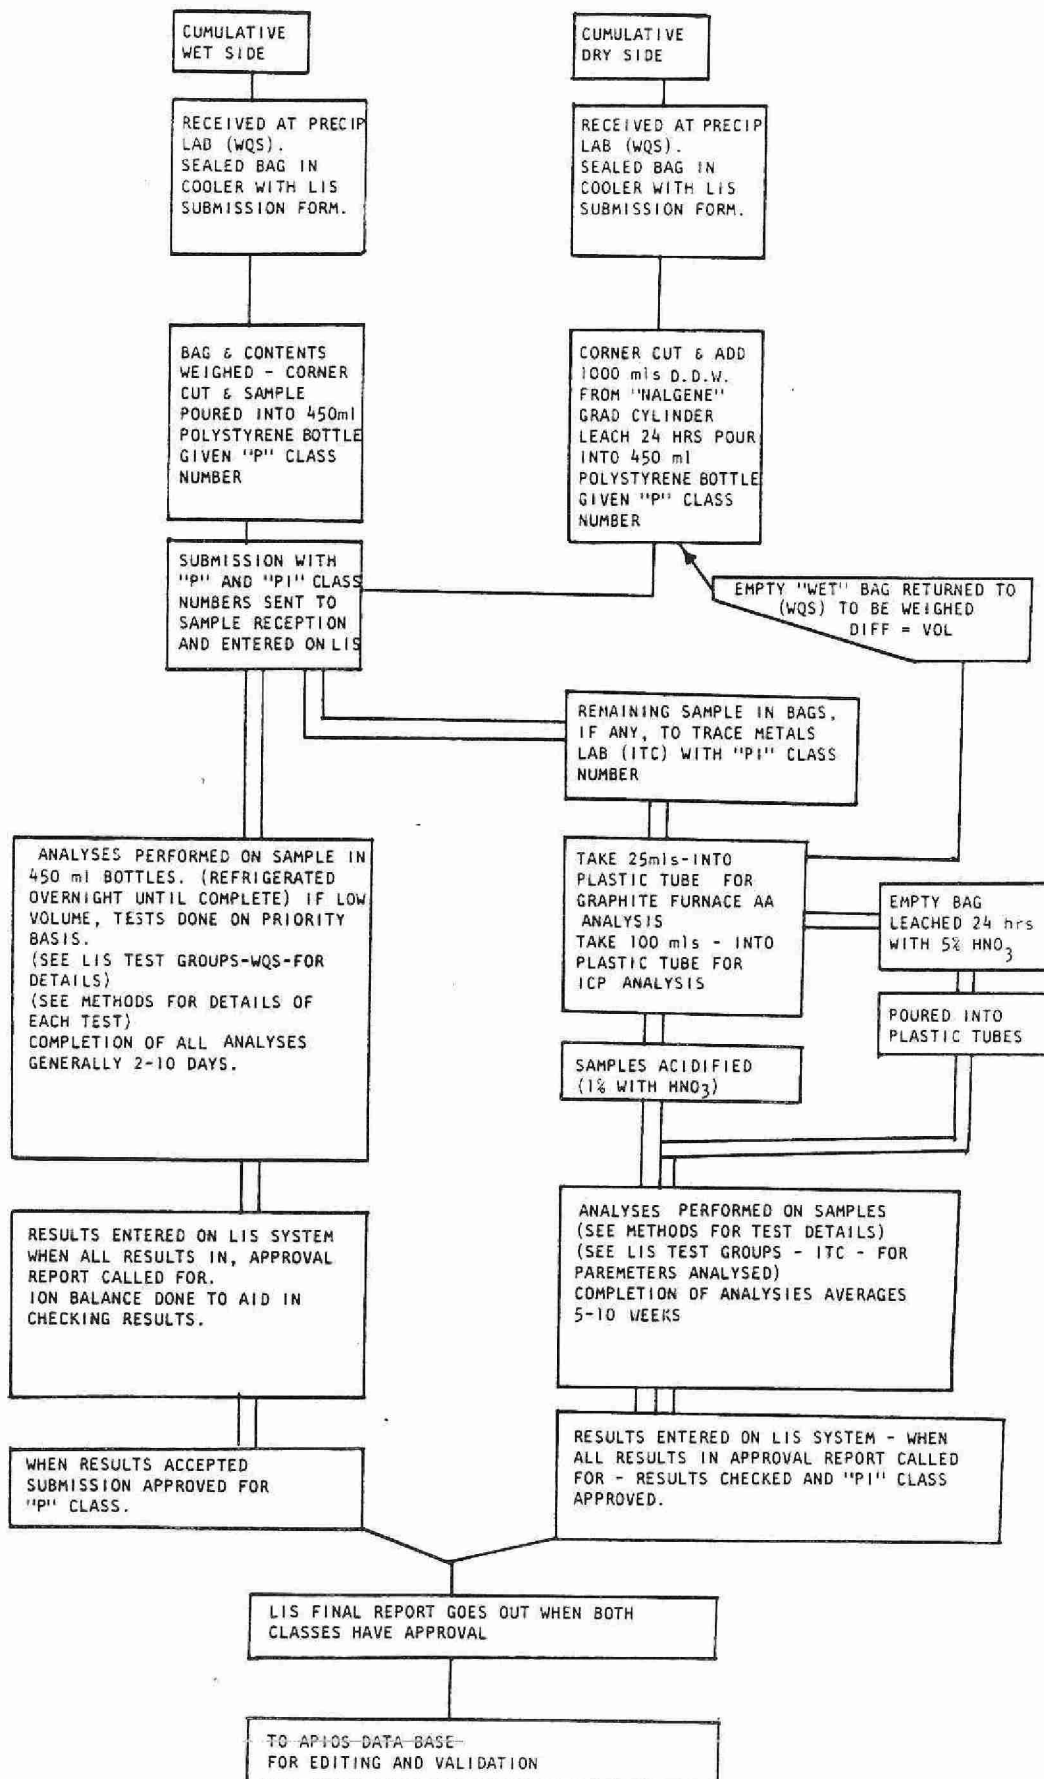 CUMULATIVE
WET SIDE
CUMULATIVE
DRY SIDE
RECEIVED AT PRECIP
LAB (WQS).
SEALED BAG IN
COOLER WITH LIS
SUBMISSION FORM.
RECEIVED AT PRECIP
LAB (WQS).
SEALED BAG IN
COOLER WITH LIS
SUBMISSION FORM.
BAG & CONTENTS
WEIGHED - CORNER
CUT & SAMPLE
POURED INTO 450ml
POLYSTYRENE BOTTLE
GIVEN "P" CLASS
NUMBER
CORNER CUT & ADD
1000 mls D.D.W.
FROM "NALGENE"
GRAD CYLINDER
LEACH 24 HRS POUR
INTO 450 ml
POLYSTYRENE BOTTLE
GIVEN "P" CLASS
NUMBER
SUBMISSION WITH
"P" AND "PI" CLASS
NUMBERS SENT TO
SAMPLE RECEPTION
AND ENTERED ON LIS
EMPTY "WET" BAG RETURNED TO
(WQS) TO BE WEIGHED
DIFF = VOL
REMAINING SAMPLE IN BAGS,
IF ANY, TO TRACE METALS
LAB (ITC) WITH "PI" CLASS
NUMBER
ANALYSES PERFORMED ON SAMPLE IN
450 ml BOTTLES. (REFRIGERATED
OVERNIGHT UNTIL COMPLETE) IF LOW
VOLUME, TESTS DONE ON PRIORITY
BASIS.
(SEE LIS TEST GROUPS-WQS-FOR
DETAILS)
(SEE METHODS FOR DETAILS OF
EACH TEST)
COMPLETION OF ALL ANALYSES
GENERALLY 2-10 DAYS.
TAKE 25mls-INTO
PLASTIC TUBE FOR
GRAPHITE FURNACE AA
ANALYSIS
TAKE 100 mls - INTO
PLASTIC TUBE FOR
ICP ANALYSIS
EMPTY BAG
LEACHED 24 hrs
WITH 5% HNO3
POURED INTO
PLASTIC TUBES
SAMPLES ACIDIFIED
(1% WITH HNO3)
RESULTS ENTERED ON LIS SYSTEM
WHEN ALL RESULTS IN, APPROVAL
REPORT CALLED FOR.
ION BALANCE DONE TO AID IN
CHECKING RESULTS.
ANALYSES PERFORMED ON SAMPLES
(SEE METHODS FOR TEST DETAILS)
(SEE LIS TEST GROUPS - ITC - FOR
PAREMETERS ANALYSED)
COMPLETION OF ANALYSIES AVERAGES
5-10 WEEKS
WHEN RESULTS ACCEPTED
SUBMISSION APPROVED FOR
"P" CLASS.
RESULTS ENTERED ON LIS SYSTEM - WHEN
ALL RESULTS IN APPROVAL REPORT CALLED
FOR - RESULTS CHECKED AND "PI" CLASS
APPROVED.
LIS FINAL REPORT GOES OUT WHEN BOTH
CLASSES HAVE APPROVAL
TO APIOS DATA BASE
FOR EDITING AND VALIDATION